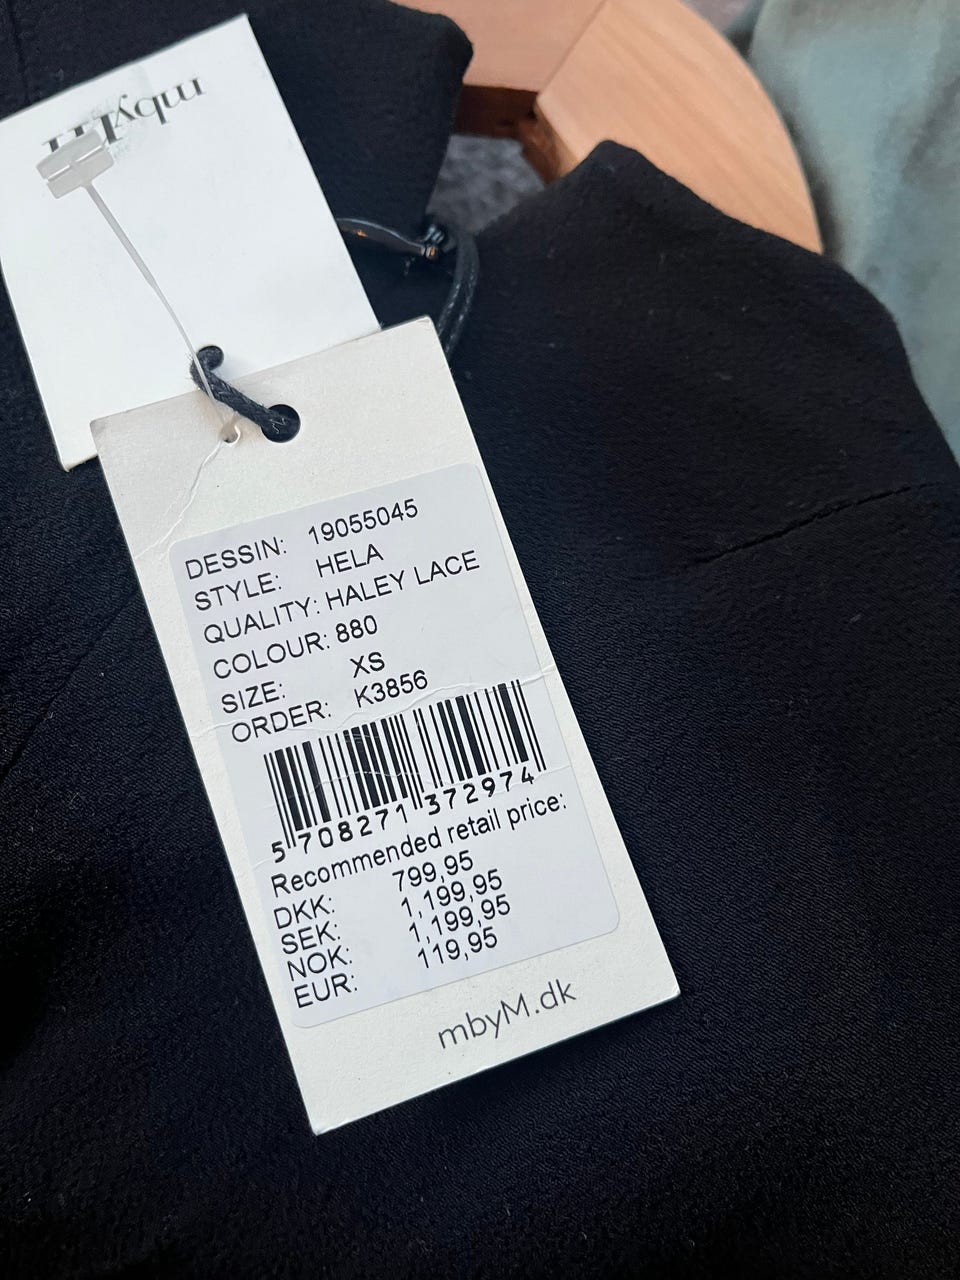 mbyM
DESSIN: 19055045
STYLE: HELA
QUALITY: HALEY LACE
COLOUR: 880
SIZE: XS
ORDER: K3856
5 708271 372974
Recommended retail price:
DKK: 799,95
SEK: 1,199,95
NOK: 1,199,95
EUR: 119,95
mbyM.dk